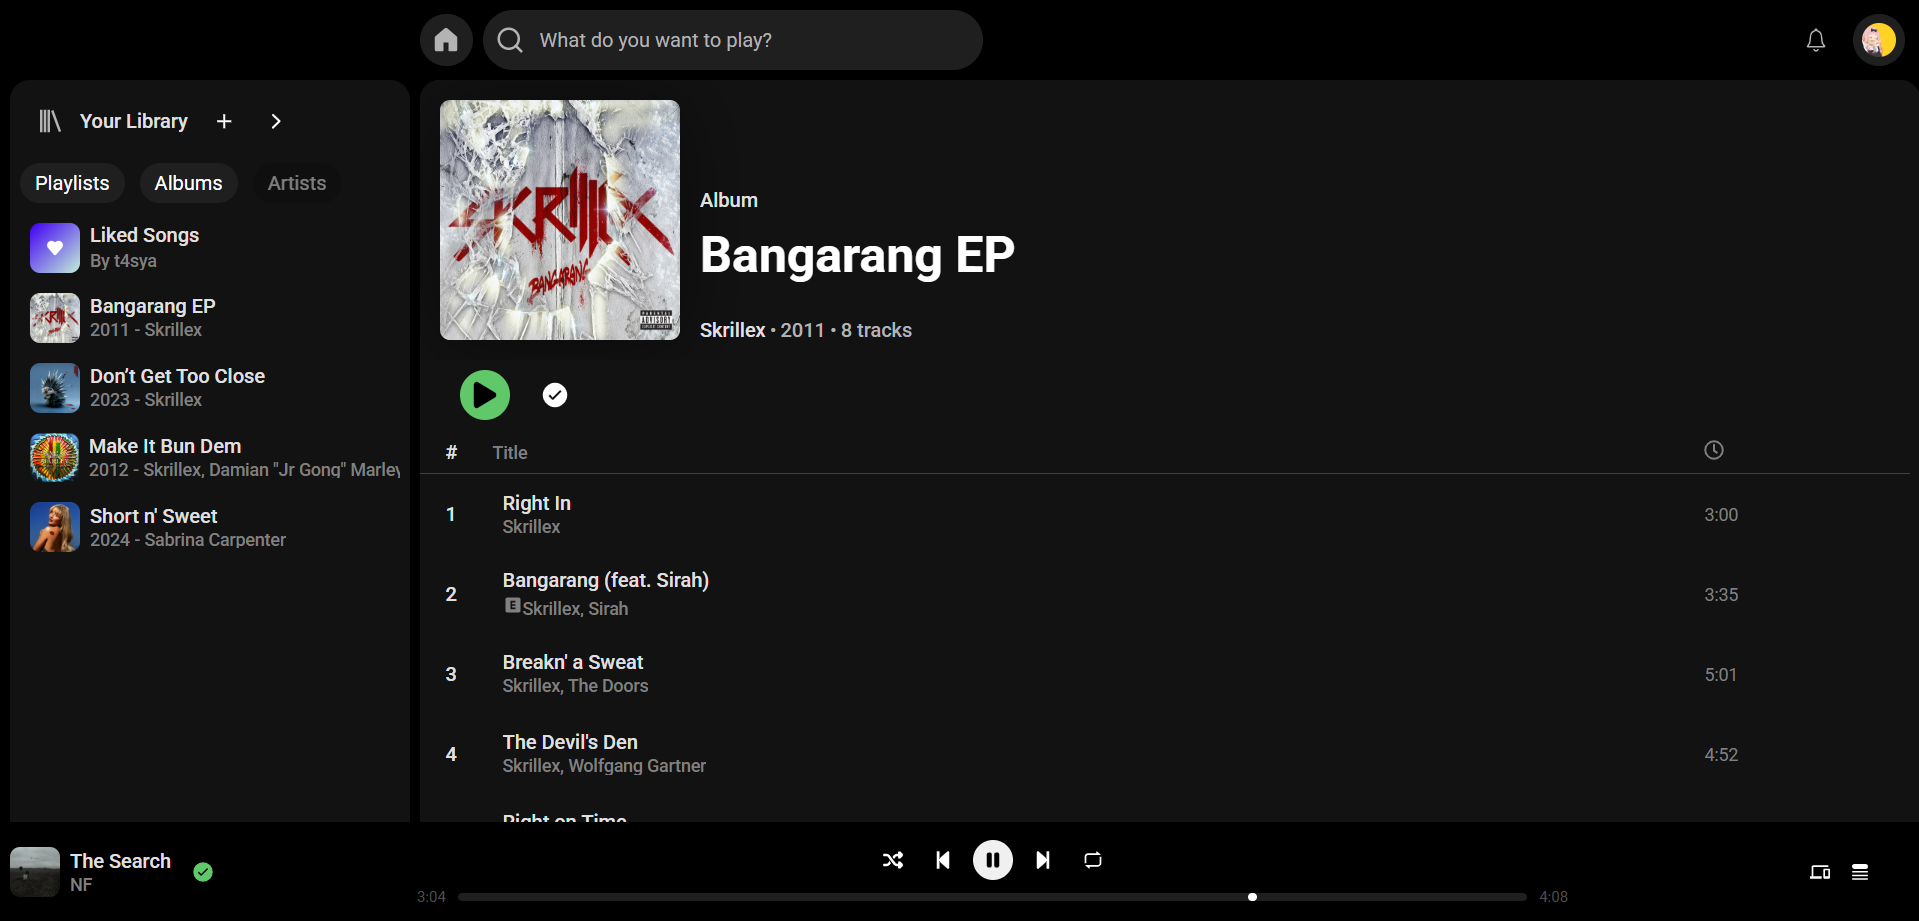 What do you want to play?
Your Library
Playlists
Albums
Artists
Liked Songs
By t4sya
Bangarang EP
2011 - Skrillex
Don’t Get Too Close
2023 - Skrillex
Make It Bun Dem
2012 - Skrillex, Damian "Jr Gong" Marley
Short n' Sweet
2024 - Sabrina Carpenter
SKRILLEX
BANGARANG
PARENTAL
ADVISORY
EXPLICIT CONTENT
Album
Bangarang EP
Skrillex • 2011 • 8 tracks
# Title
1 Right In 3:00
Skrillex
2 Bangarang (feat. Sirah) 3:35
E Skrillex, Sirah
3 Breakn' a Sweat 5:01
Skrillex, The Doors
4 The Devil's Den 4:52
Skrillex, Wolfgang Gartner
Right on Time
The Search
NF
3:04
4:08